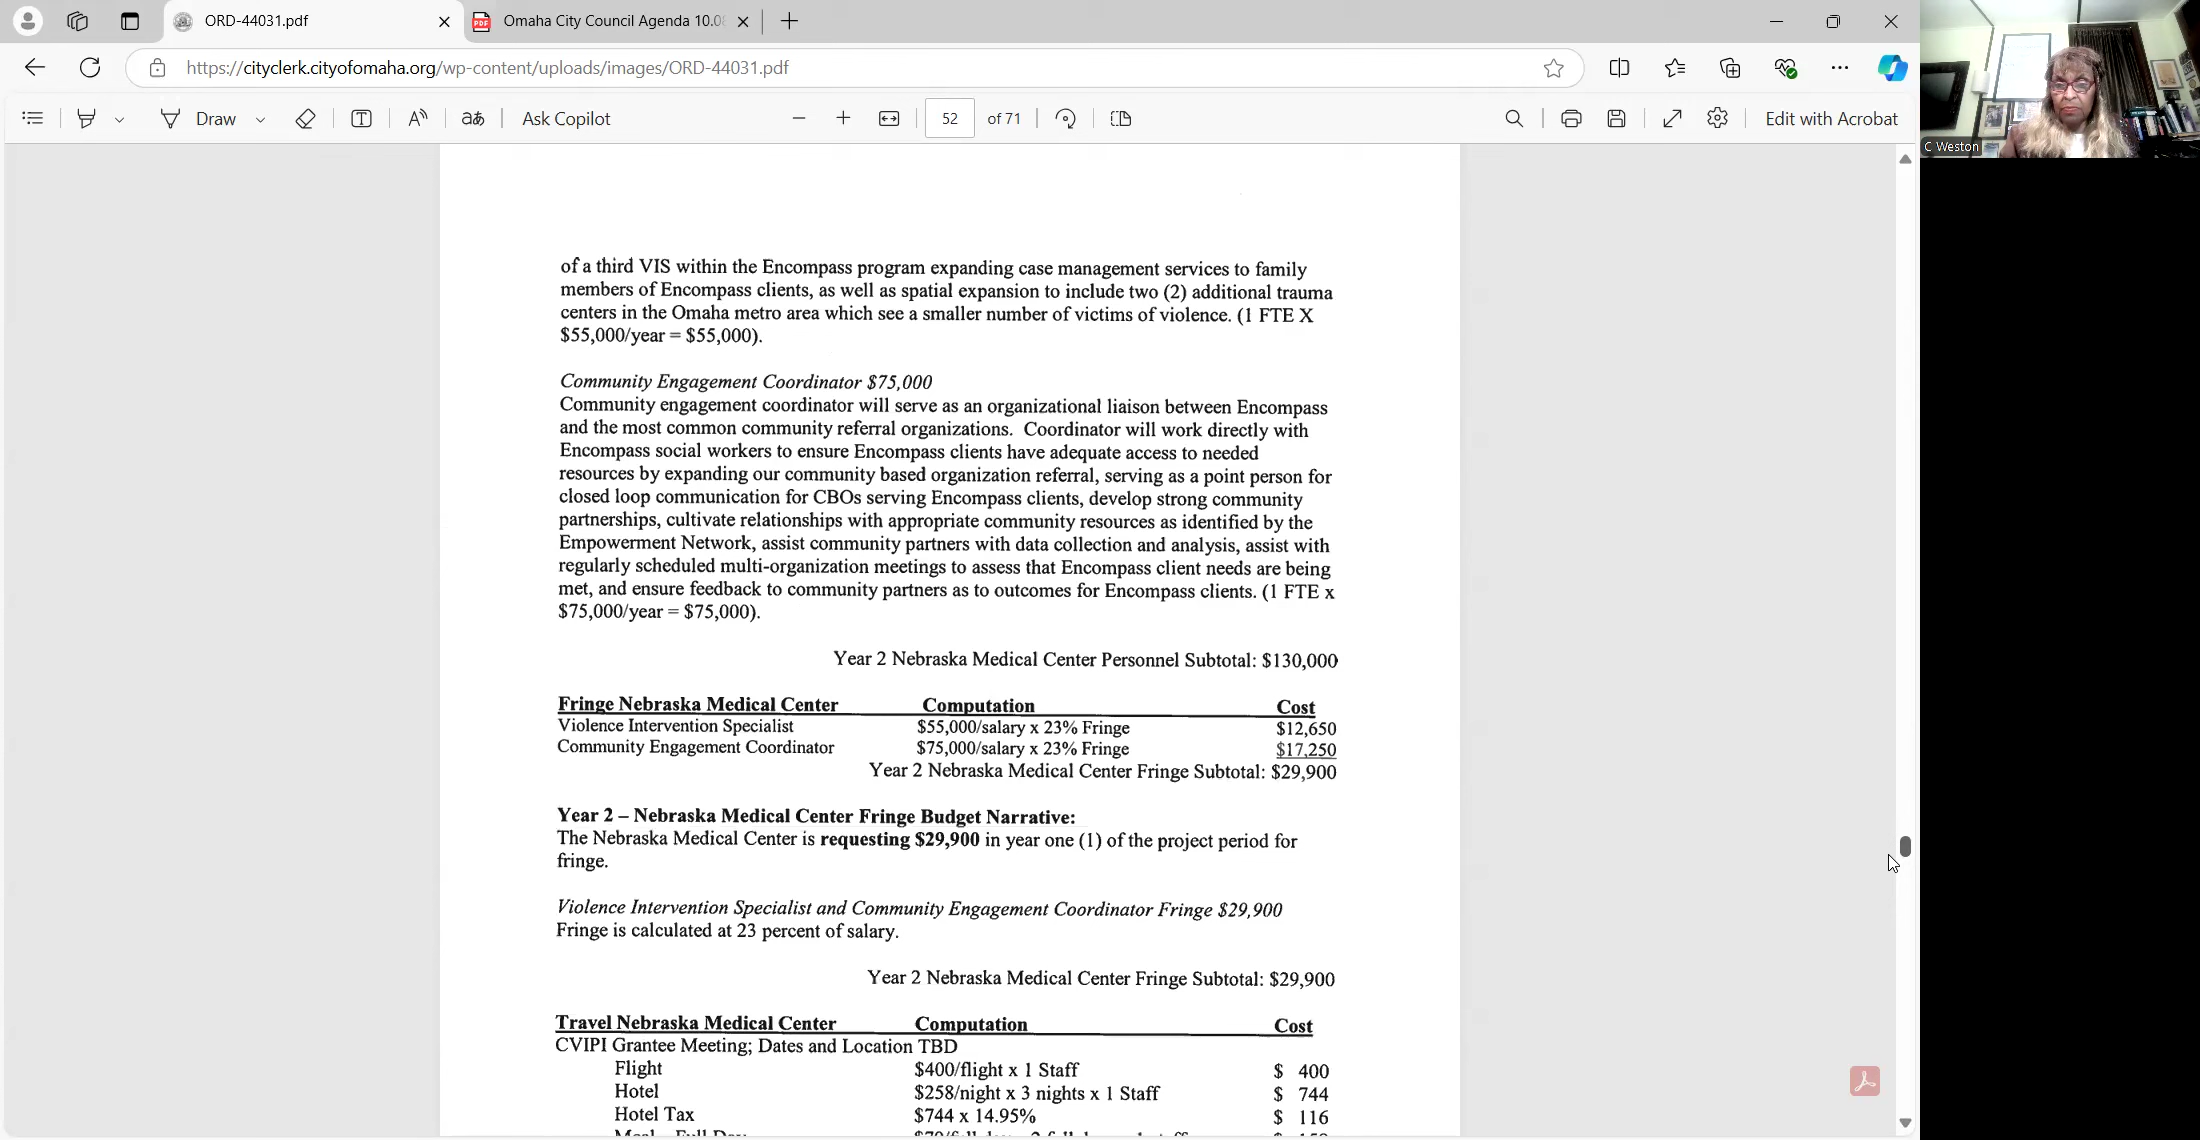 ORD-44031.pdf
Omaha City Council Agenda 10.08
https://cityclerk.cityofomaha.org/wp-content/uploads/images/ORD-44031.pdf
Draw
Ask Copilot
52 of 71
Edit with Acrobat
C Weston
of a third VIS within the Encompass program expanding case management services to family
members of Encompass clients, as well as spatial expansion to include two (2) additional trauma
centers in the Omaha metro area which see a smaller number of victims of violence. (1 FTE X
$55,000/year = $55,000).
Community Engagement Coordinator $75,000
Community engagement coordinator will serve as an organizational liaison between Encompass
and the most common community referral organizations. Coordinator will work directly with
Encompass social workers to ensure Encompass clients have adequate access to needed
resources by expanding our community based organization referral, serving as a point person for
closed loop communication for CBOs serving Encompass clients, develop strong community
partnerships, cultivate relationships with appropriate community resources as identified by the
Empowerment Network, assist community partners with data collection and analysis, assist with
regularly scheduled multi-organization meetings to assess that Encompass client needs are being
met, and ensure feedback to community partners as to outcomes for Encompass clients. (1 FTE x
$75,000/year = $75,000).
Year 2 Nebraska Medical Center Personnel Subtotal: $130,000
Fringe Nebraska Medical Center Computation Cost
Violence Intervention Specialist $55,000/salary x 23% Fringe $12,650
Community Engagement Coordinator $75,000/salary x 23% Fringe $17,250
Year 2 Nebraska Medical Center Fringe Subtotal: $29,900
Year 2 – Nebraska Medical Center Fringe Budget Narrative:
The Nebraska Medical Center is requesting $29,900 in year one (1) of the project period for
fringe.
Violence Intervention Specialist and Community Engagement Coordinator Fringe $29,900
Fringe is calculated at 23 percent of salary.
Year 2 Nebraska Medical Center Fringe Subtotal: $29,900
Travel Nebraska Medical Center Computation Cost
CVIPI Grantee Meeting; Dates and Location TBD
Flight $400/flight x 1 Staff $ 400
Hotel $258/night x 3 nights x 1 Staff $ 744
Hotel Tax $744 x 14.95% $ 116